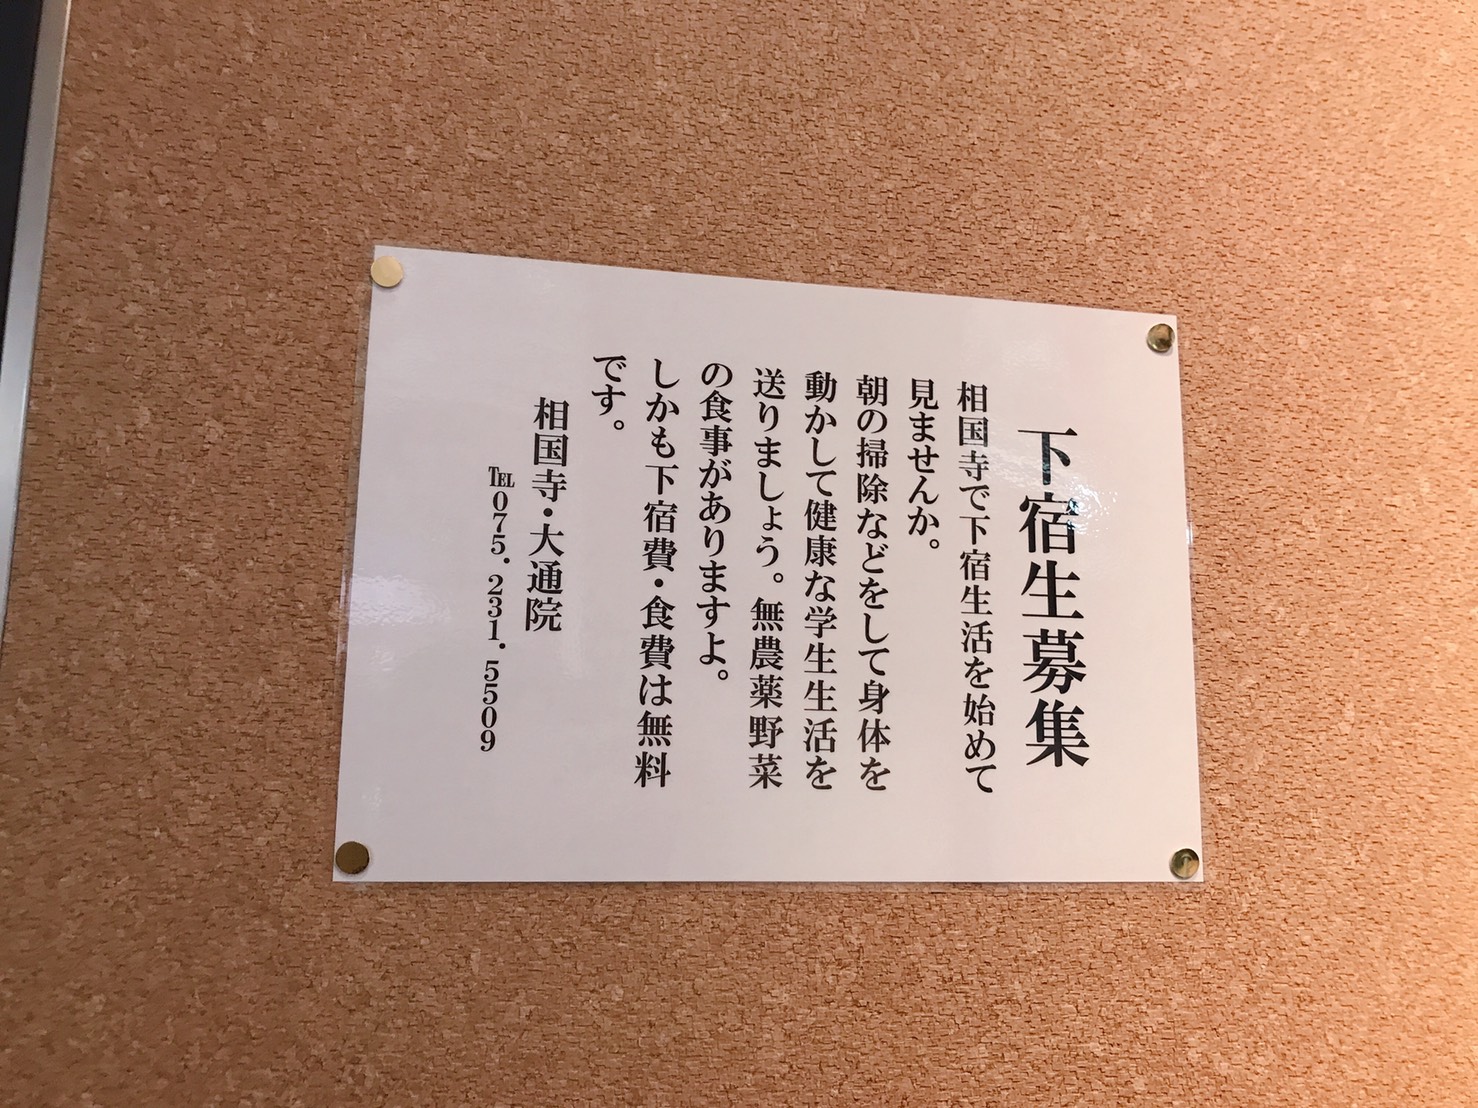 下宿生募集
相国寺で下宿生活を始めて
見ませんか。
朝の掃除などをして身体を
動かして健康な学生生活を
送りましょう。無農薬野菜
の食事がありますよ。
しかも下宿費・食費は無料
です。
相国寺・大通院
TEL075.231.5509